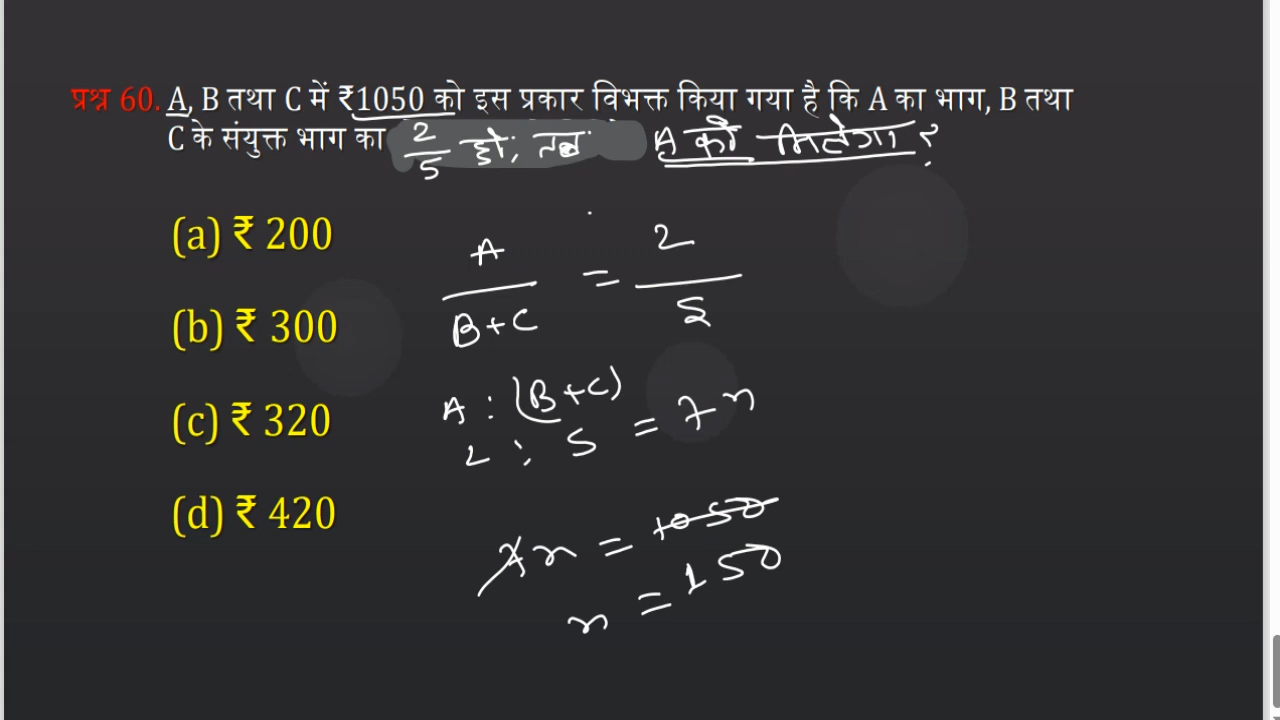 प्रश्न 60. A, B तथा C में ₹1050 को इस प्रकार विभक्त किया गया है कि A का भाग, B तथा
C के संयुक्त भाग का 2/5 हो; तब A को मिलेगा ?
(a) ₹ 200
(b) ₹ 300
(c) ₹ 320
(d) ₹ 420
A/B+C = 2/5
A : (B+C)
2 : 5 = 7x
7x = 1050
x = 150